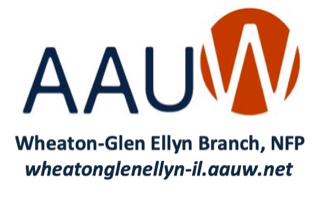 AAUW
Wheaton-Glen Ellyn Branch, NFP
wheatonglenellyn-il.aauw.net